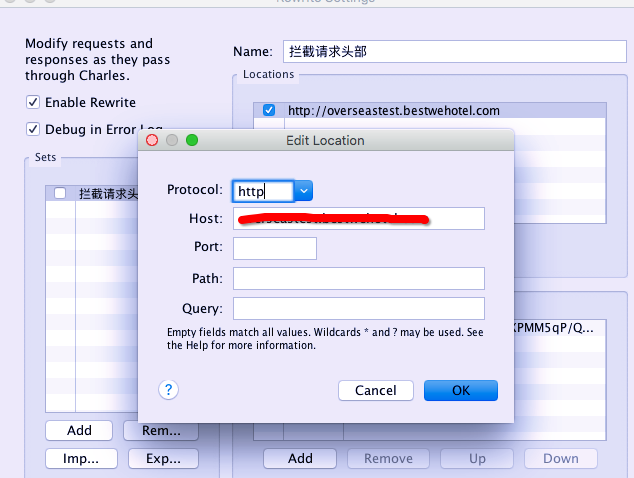 Rewrite Settings
Modify requests and
responses as they pass
through Charles.
Name: 拦截请求头部
Enable Rewrite
Debug in Error Log
Locations
http://overseastest.bestwehotel.com
Sets
拦截请求头
Edit Location
Protocol: http
Host:
Port:
Path:
Query:
Empty fields match all values. Wildcards * and ? may be used. See
the Help for more information.
?
Cancel
OK
KPMM5qP/Q...
Add
Rem...
Imp...
Exp...
Add
Remove
Up
Down